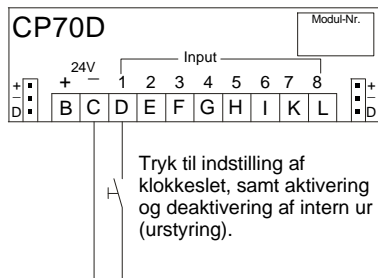 CP70D
Modul-Nr.
Input
24V
+ – 1 2 3 4 5 6 7 8
+ – D B C D E F G H I K L + – D
Tryk til indstilling af
klokkeslet, samt aktivering
og deaktivering af intern ur
(urstyring).